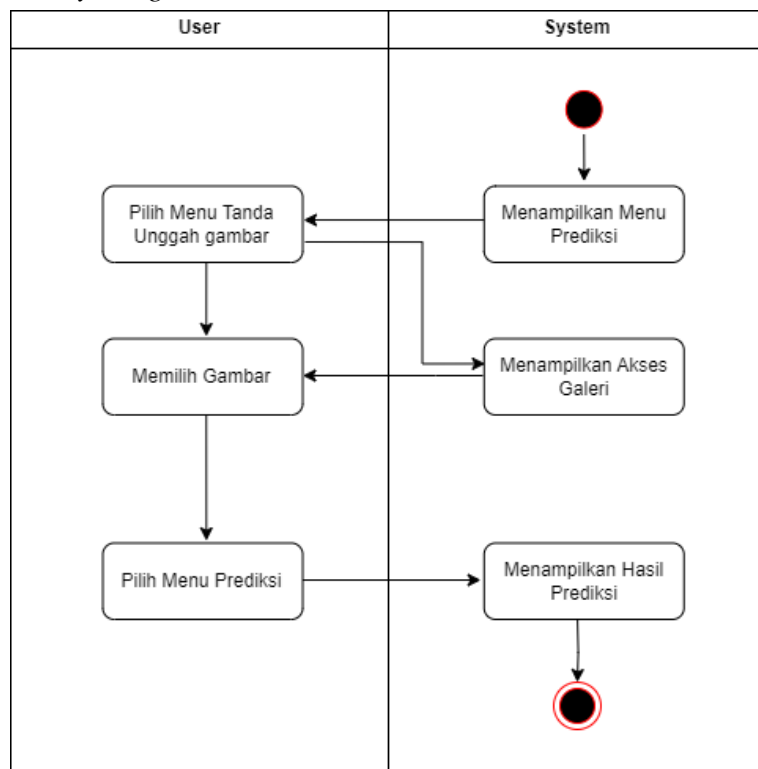 User
System
Pilih Menu Tanda
Unggah gambar
Menampilkan Menu
Prediksi
Memilih Gambar
Menampilkan Akses
Galeri
Pilih Menu Prediksi
Menampilkan Hasil
Prediksi